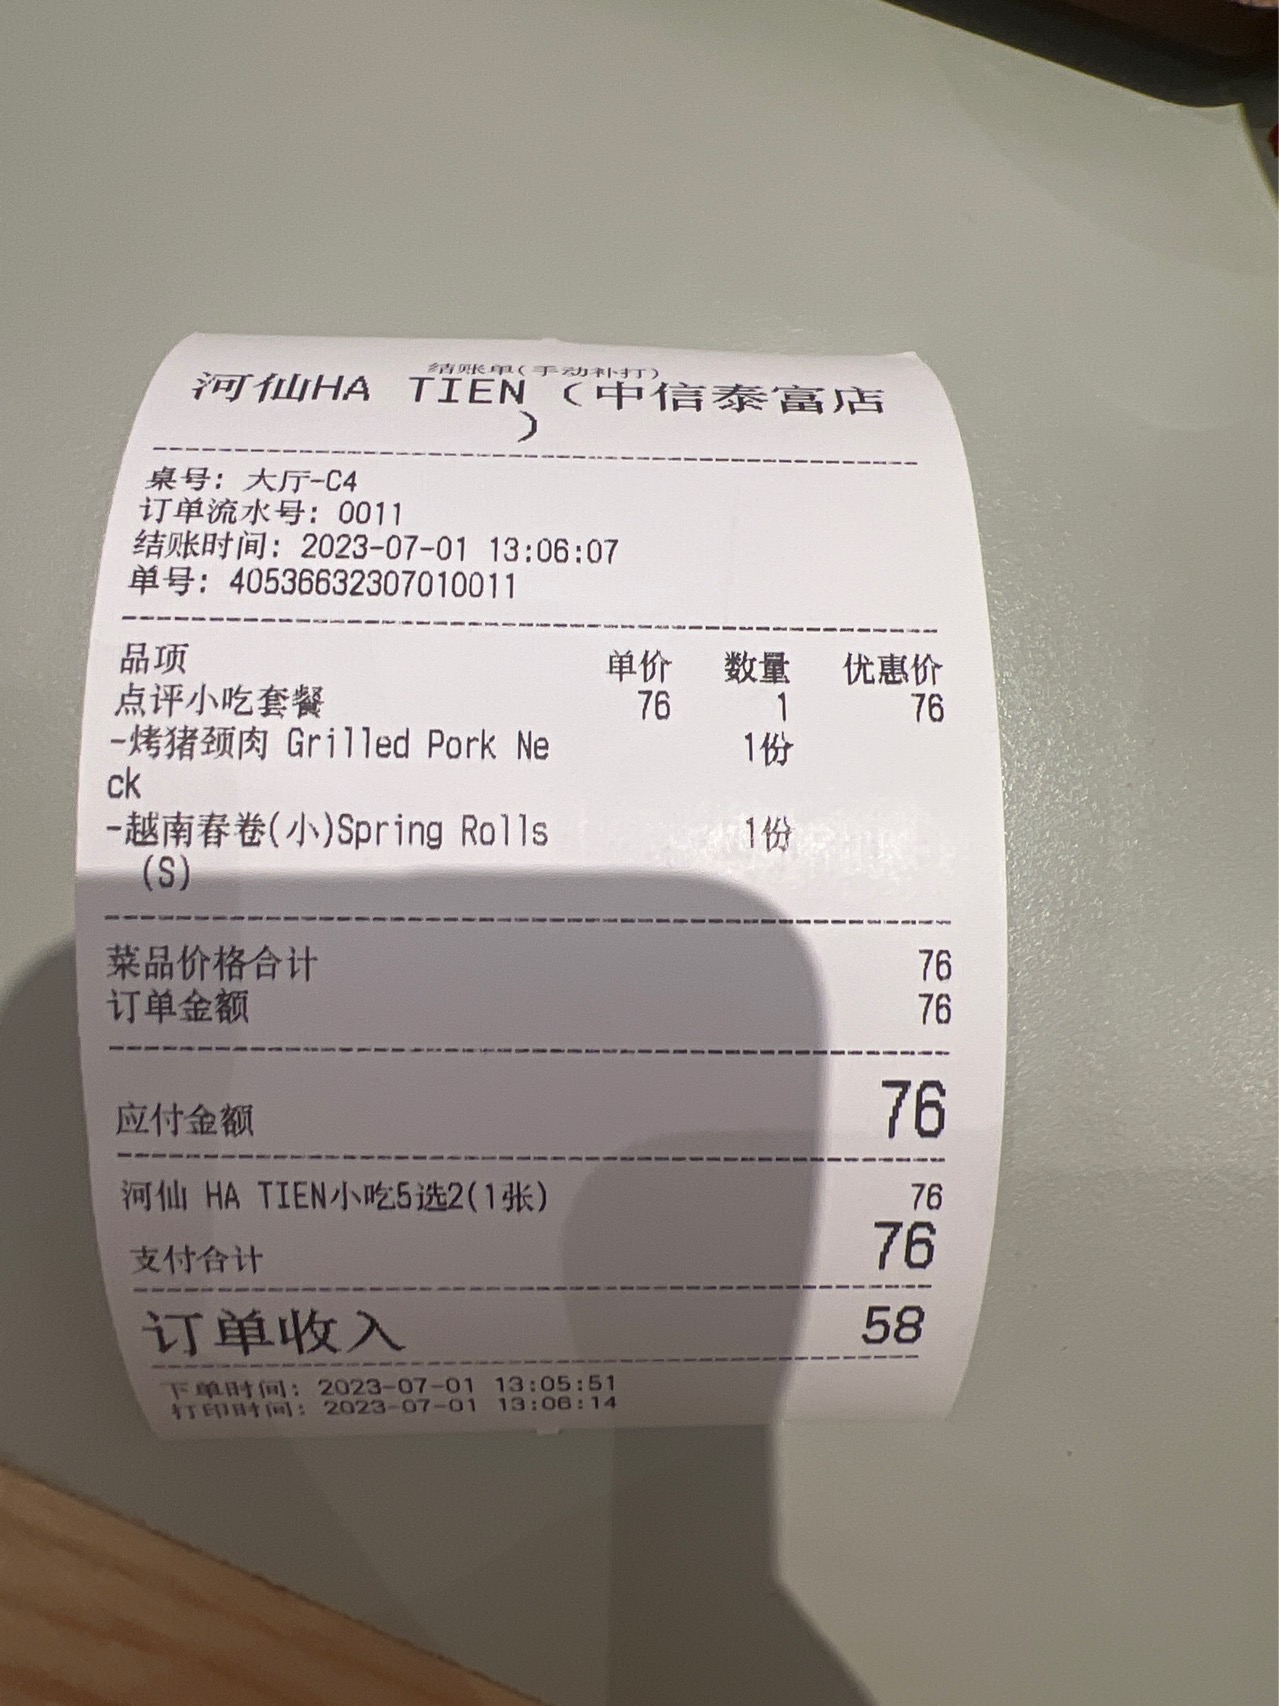 结账单(手动补打)
河仙HA TIEN（中信泰富店
）
桌号: 大厅-C4
订单流水号: 0011
结账时间: 2023-07-01 13:06:07
单号: 40536632307010011
品项 单价 数量 优惠价
点评小吃套餐 76 1 76
-烤猪颈肉 Grilled Pork Ne 1份
ck
-越南春卷(小)Spring Rolls 1份
(S)
菜品价格合计 76
订单金额 76
应付金额 76
河仙 HA TIEN小吃5选2(1张) 76
支付合计 76
订单收入 58
下单时间: 2023-07-01 13:05:51
打印时间: 2023-07-01 13:06:14